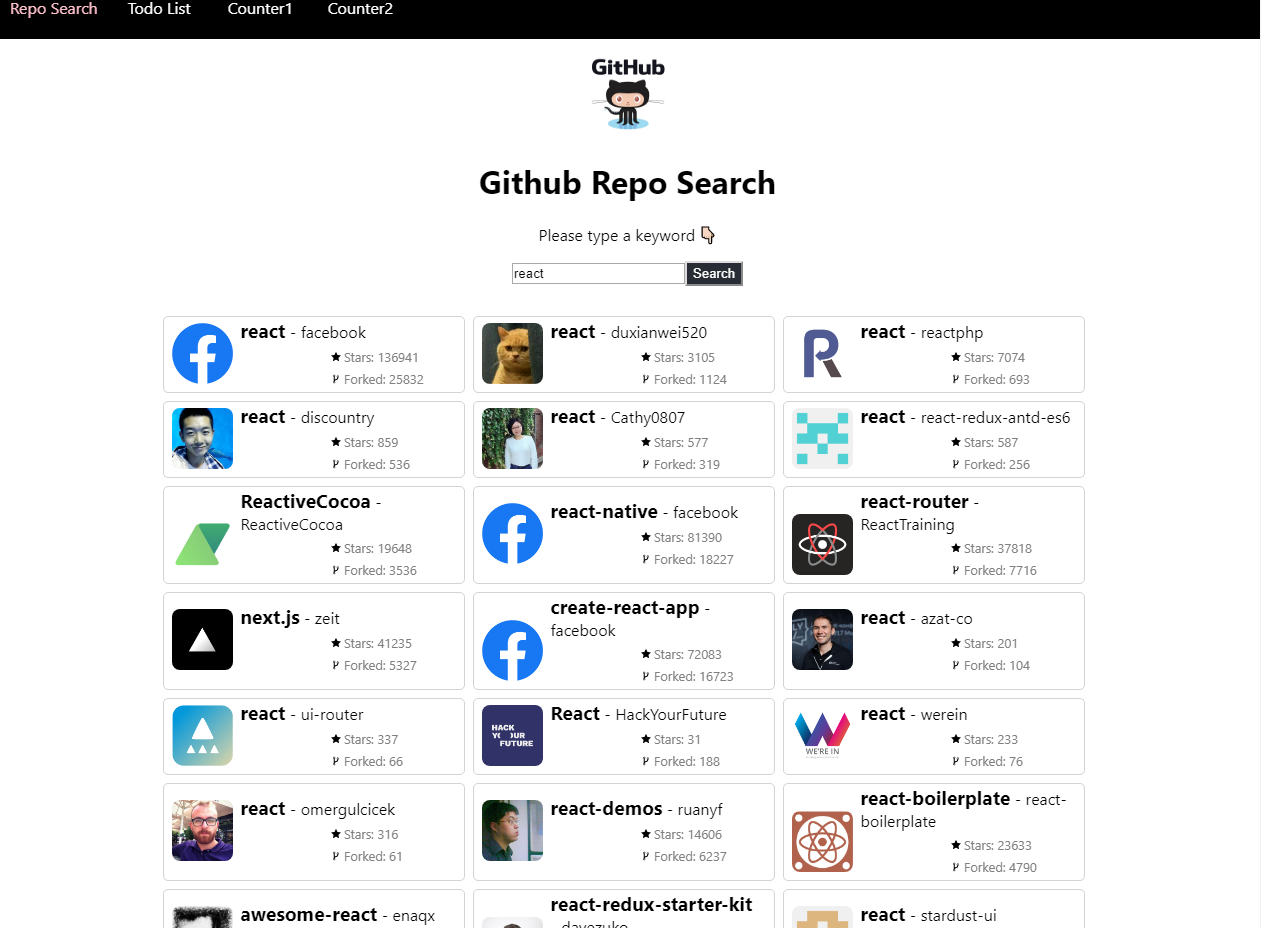 Repo Search Todo List Counter1 Counter2
GitHub
Github Repo Search
Please type a keyword 👇🏻
react Search
react - facebook
Stars: 136941
Forked: 25832
react - duxianwei520
Stars: 3105
Forked: 1124
react - reactphp
Stars: 7074
Forked: 693
react - discountry
Stars: 859
Forked: 536
react - Cathy0807
Stars: 577
Forked: 319
react - react-redux-antd-es6
Stars: 587
Forked: 256
ReactiveCocoa -
ReactiveCocoa
Stars: 19648
Forked: 3536
react-native - facebook
Stars: 81390
Forked: 18227
react-router -
ReactTraining
Stars: 37818
Forked: 7716
next.js - zeit
Stars: 41235
Forked: 5327
create-react-app -
facebook
Stars: 72083
Forked: 16723
react - azat-co
Stars: 201
Forked: 104
react - ui-router
Stars: 337
Forked: 66
HACK
YOUR
FUTURE
React - HackYourFuture
Stars: 31
Forked: 188
WE'RE IN
react - werein
Stars: 233
Forked: 76
react - omergulcicek
Stars: 316
Forked: 61
react-demos - ruanyf
Stars: 14606
Forked: 6237
react-boilerplate - react-
boilerplate
Stars: 23633
Forked: 4790
awesome-react - enaqx
react-redux-starter-kit
- davezuko
react - stardust-ui